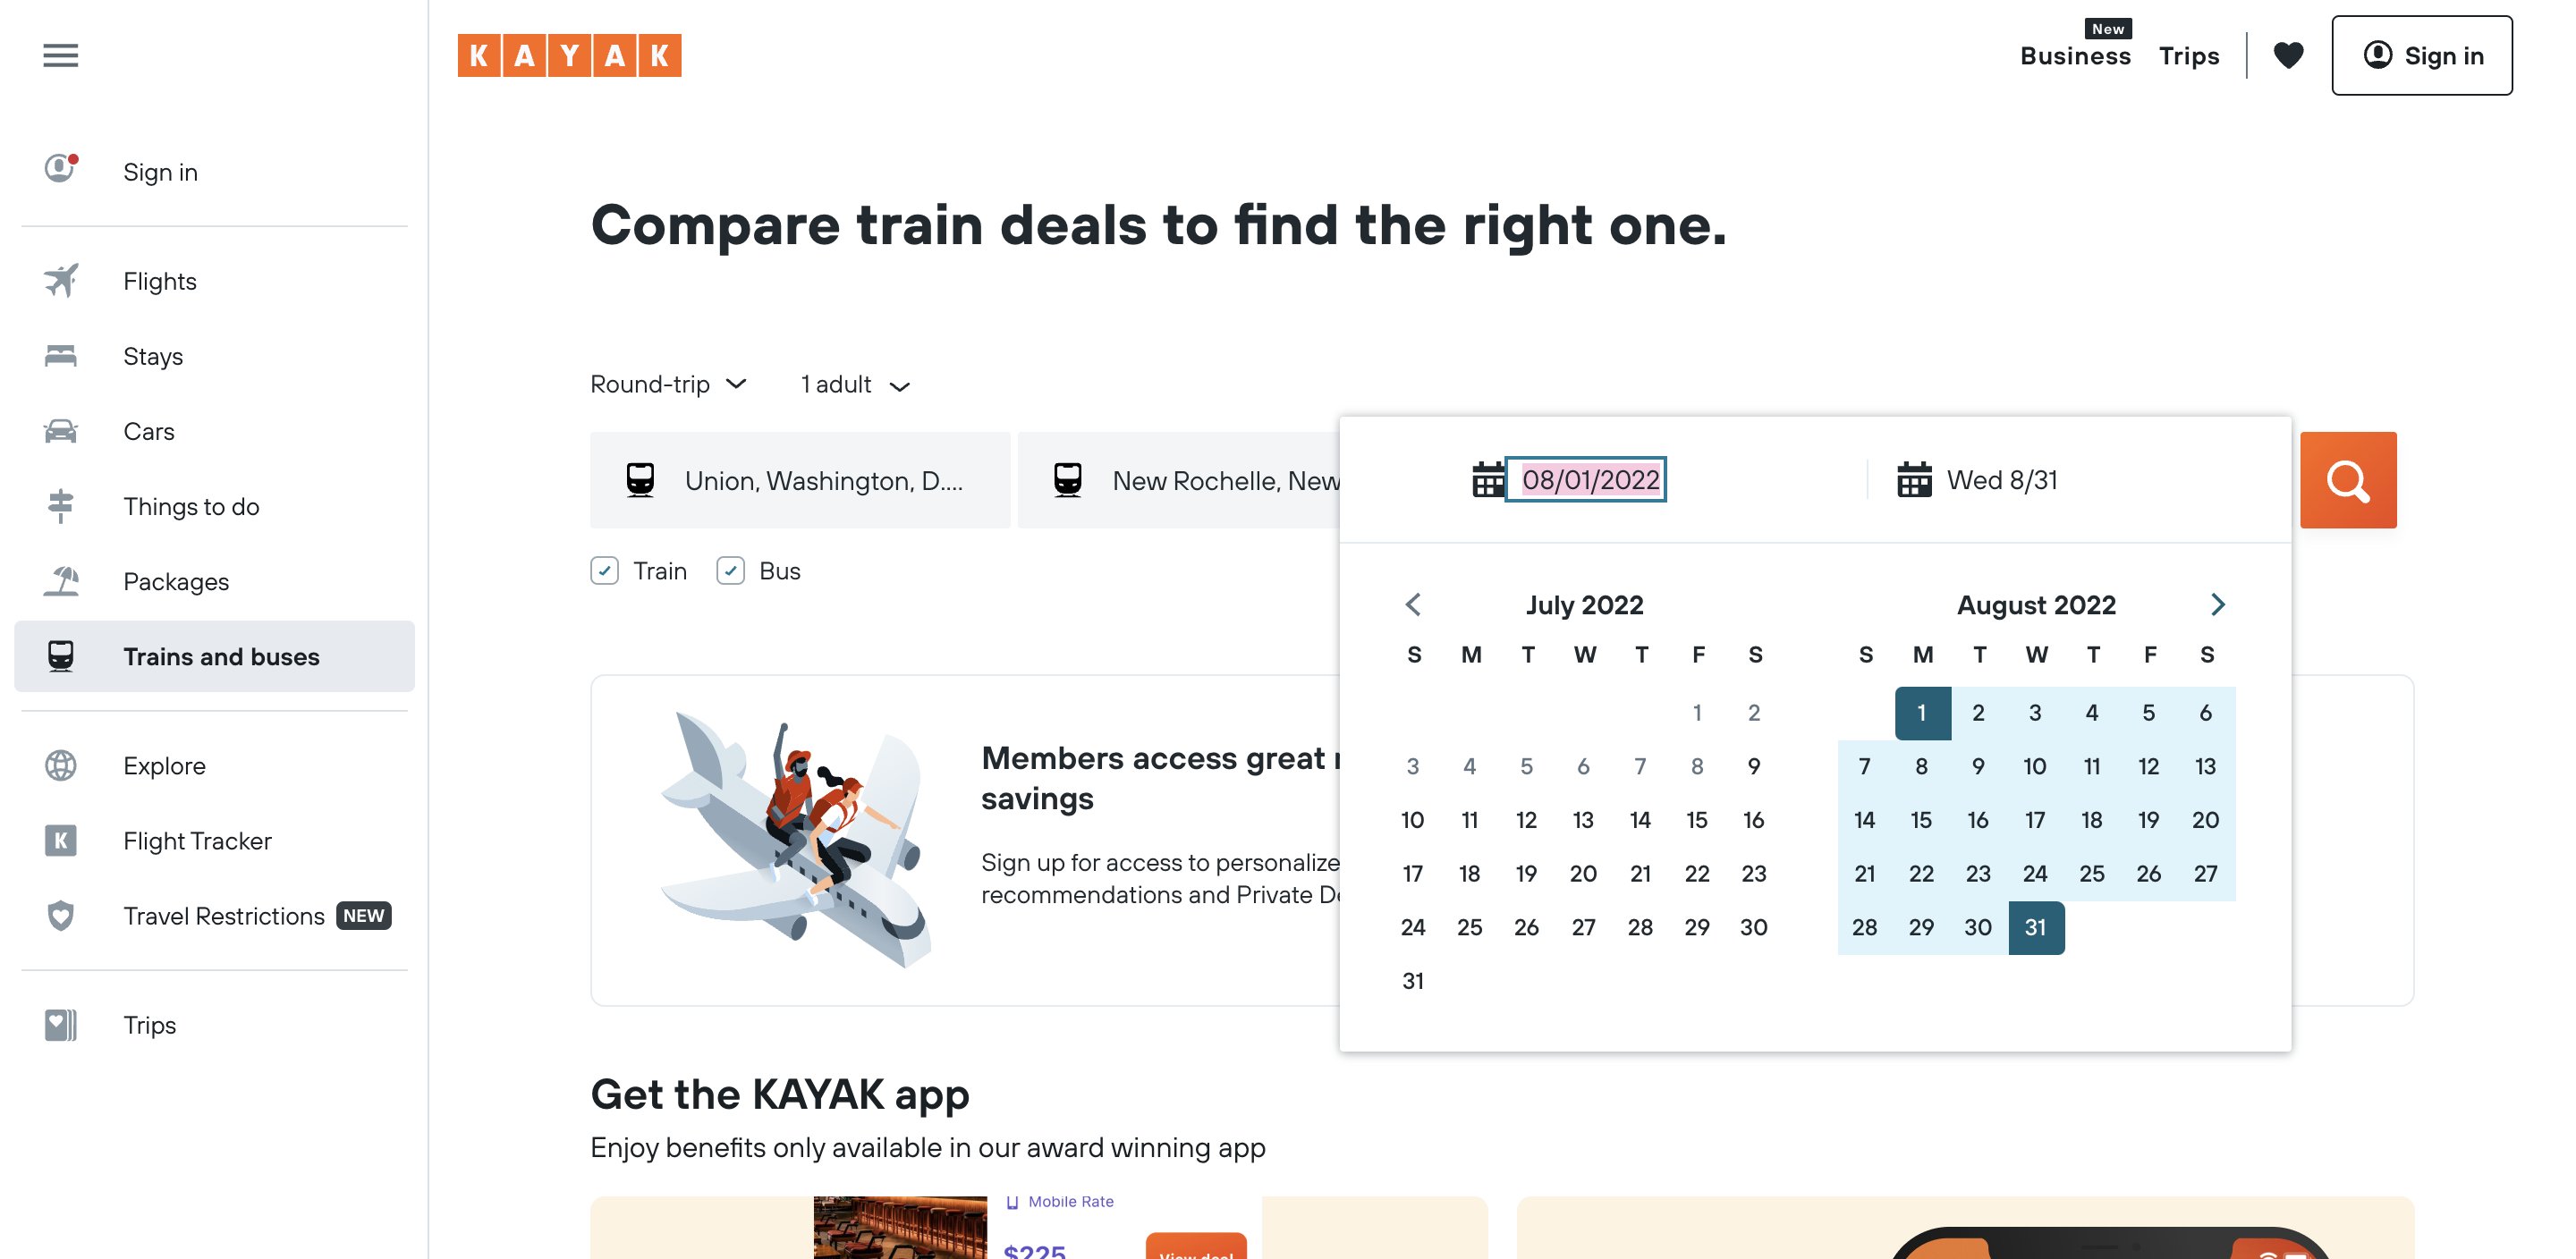 KAYAK
New
Business
Trips
Sign in
Sign in
Flights
Stays
Cars
Things to do
Packages
Trains and buses
Explore
K
Flight Tracker
Travel Restrictions NEW
Trips
Compare train deals to find the right one.
Round-trip
1 adult
Union, Washington, D....
New Rochelle, New
08/01/2022
Wed 8/31
Train
Bus
July 2022
S M T W T F S
1 2
3 4 5 6 7 8 9
10 11 12 13 14 15 16
17 18 19 20 21 22 23
24 25 26 27 28 29 30
31
August 2022
S M T W T F S
1 2 3 4 5 6
7 8 9 10 11 12 13
14 15 16 17 18 19 20
21 22 23 24 25 26 27
28 29 30 31
Members access great
savings
Sign up for access to personalize
recommendations and Private
Get the KAYAK app
Enjoy benefits only available in our award winning app
Mobile Rate
$225
View deal